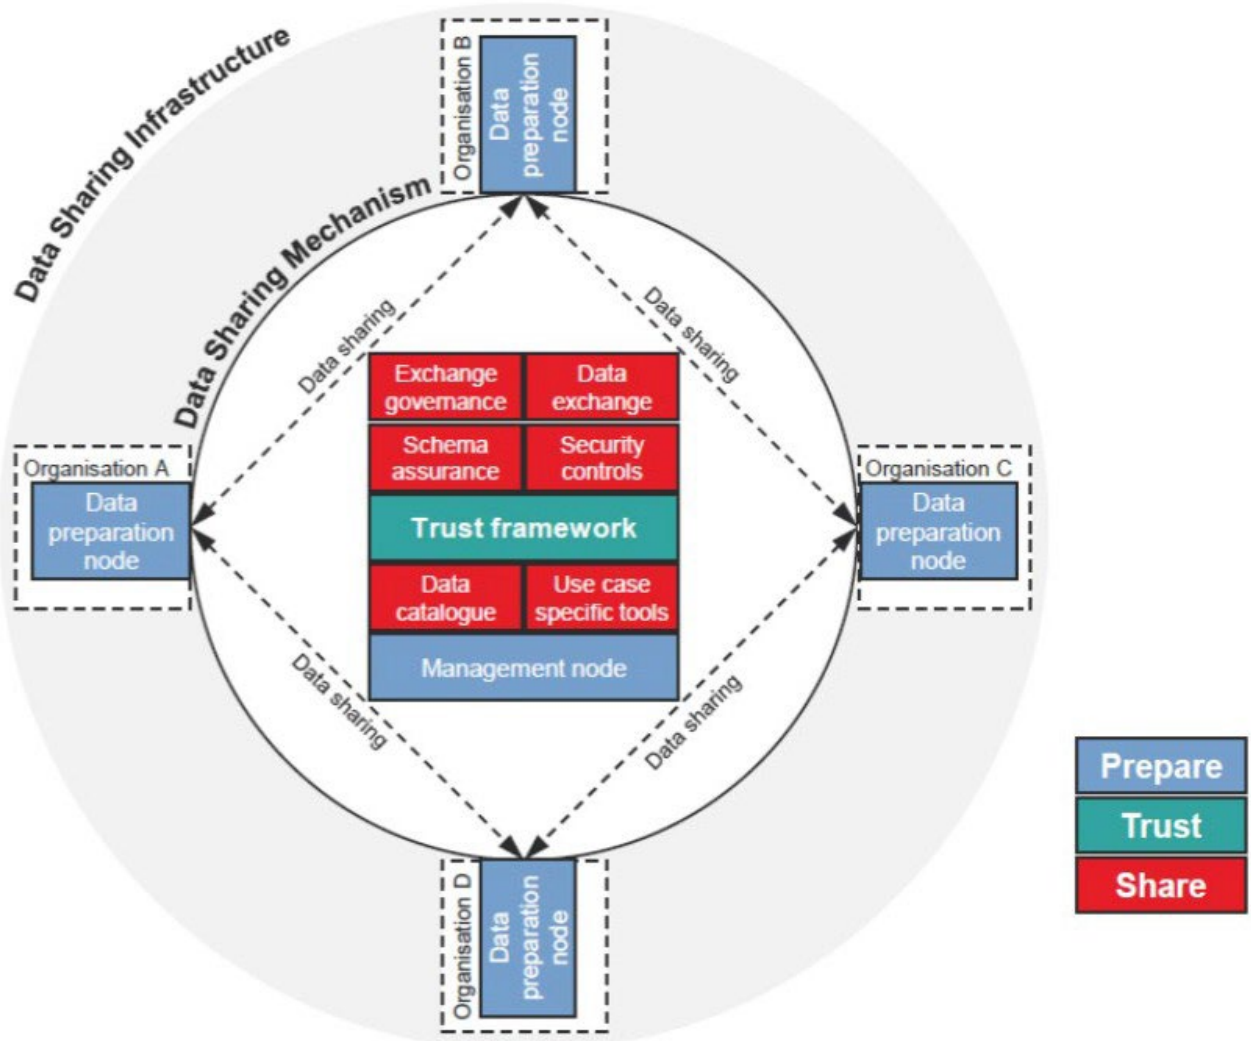 Data Sharing Infrastructure
Data Sharing Mechanism
Organisation B
Data
preparation
node
Data sharing
Data sharing
Exchange
governance
Data
exchange
Schema
assurance
Security
controls
Organisation A
Data
preparation
node
Trust framework
Organisation C
Data
preparation
node
Data
catalogue
Use case
specific tools
Management node
Data sharing
Data sharing
Organisation D
Data
preparation
node
Prepare
Trust
Share